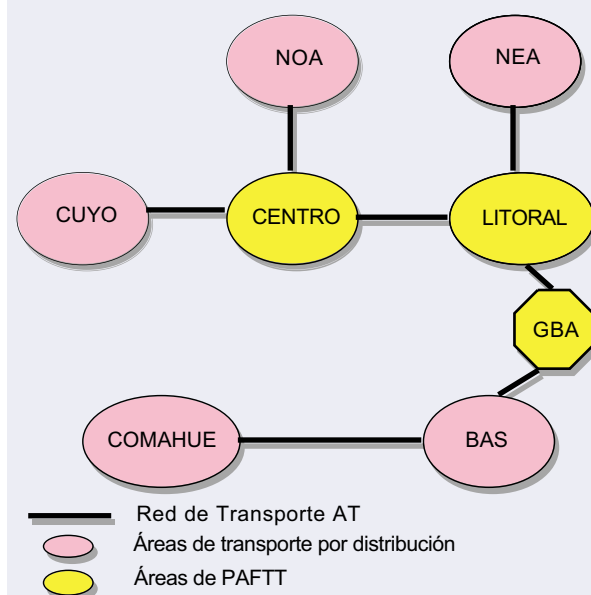 NOA
NEA
CUYO
CENTRO
LITORAL
GBA
COMAHUE
BAS
Red de Transporte AT
Áreas de transporte por distribución
Áreas de PAFTT